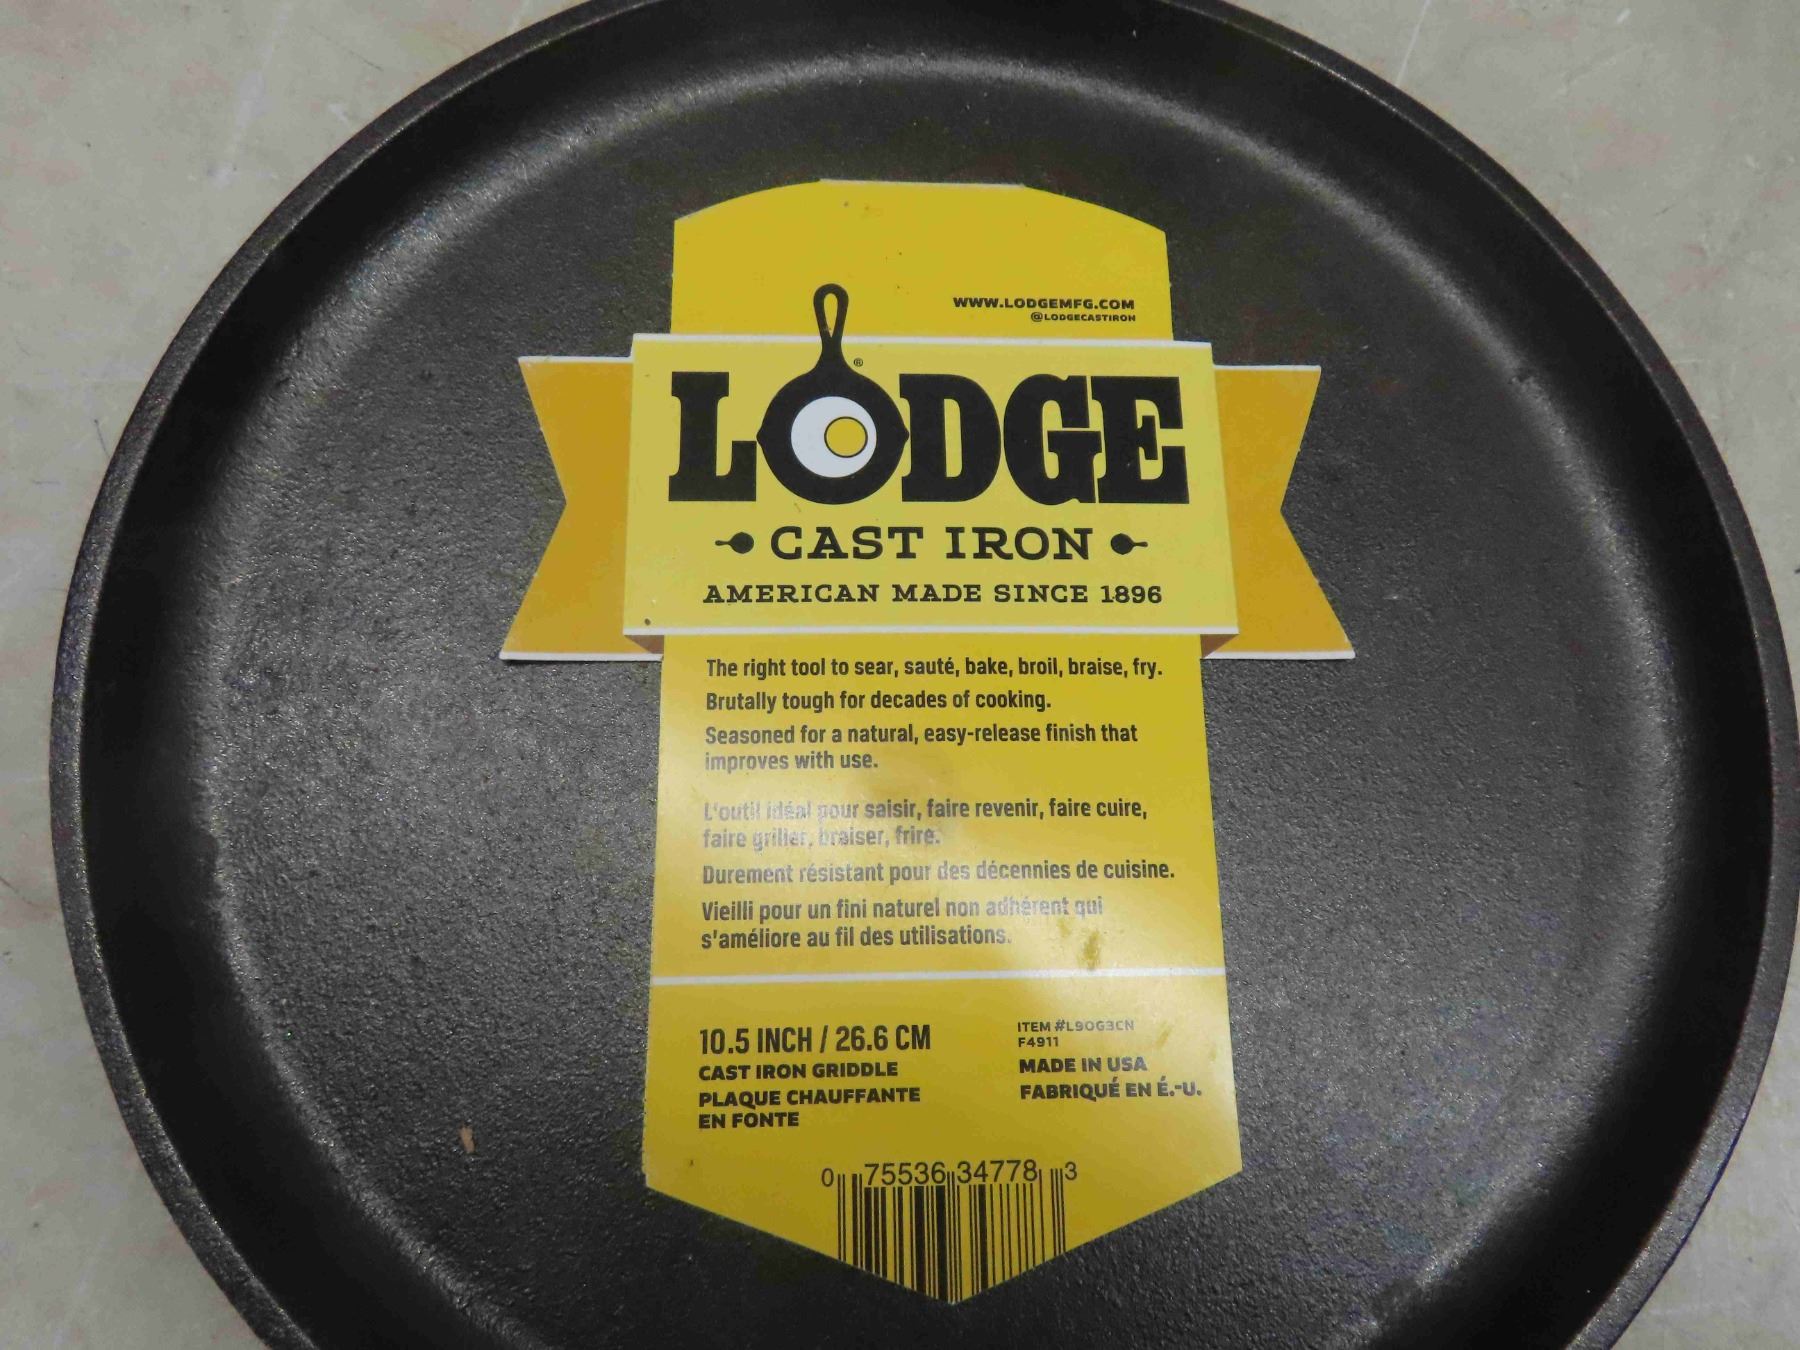 WWW.LODGEMFG.COM
@LODGECASTIRON
LODGE®
CAST IRON
AMERICAN MADE SINCE 1896
The right tool to sear, sauté, bake, broil, braise, fry.
Brutally tough for decades of cooking.
Seasoned for a natural, easy-release finish that
improves with use.
L'outil idéal pour saisir, faire revenir, faire cuire,
faire griller, braiser, frire.
Durement résistant pour des décennies de cuisine.
Vieilli pour un fini naturel non adhérent qui
s'améliore au fil des utilisations.
10.5 INCH / 26.6 CM
CAST IRON GRIDDLE
PLAQUE CHAUFFANTE
EN FONTE
ITEM #L9OG3CN
F4911
MADE IN USA
FABRIQUÉ EN É.-U.
0 75536 34778 3